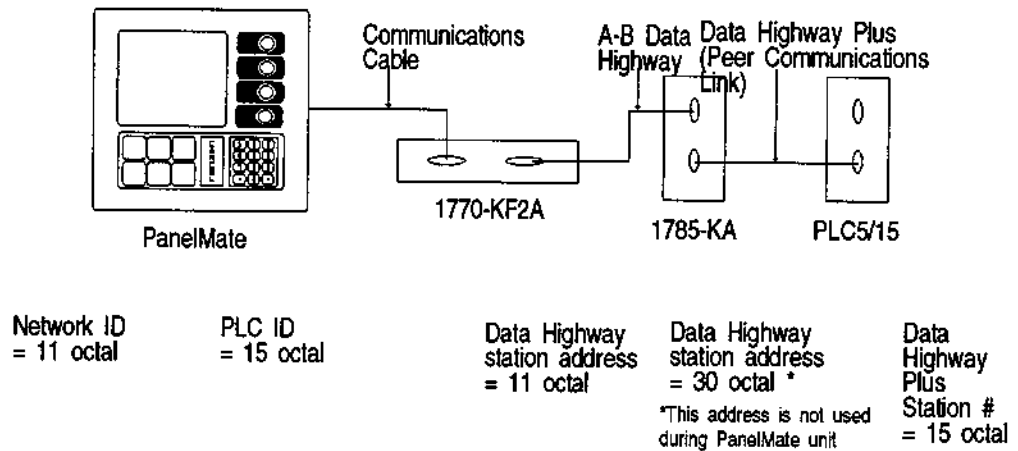 Communications
Cable
A-B Data
Highway
Data Highway Plus
(Peer Communications
Link)
1770-KF2A
1785-KA
PLC5/15
PanelMate
Network ID
= 11 octal
PLC ID
= 15 octal
Data Highway
station address
= 11 octal
Data Highway
station address
= 30 octal *
*This address is not used
during PanelMate unit
Data
Highway
Plus
Station #
= 15 octal